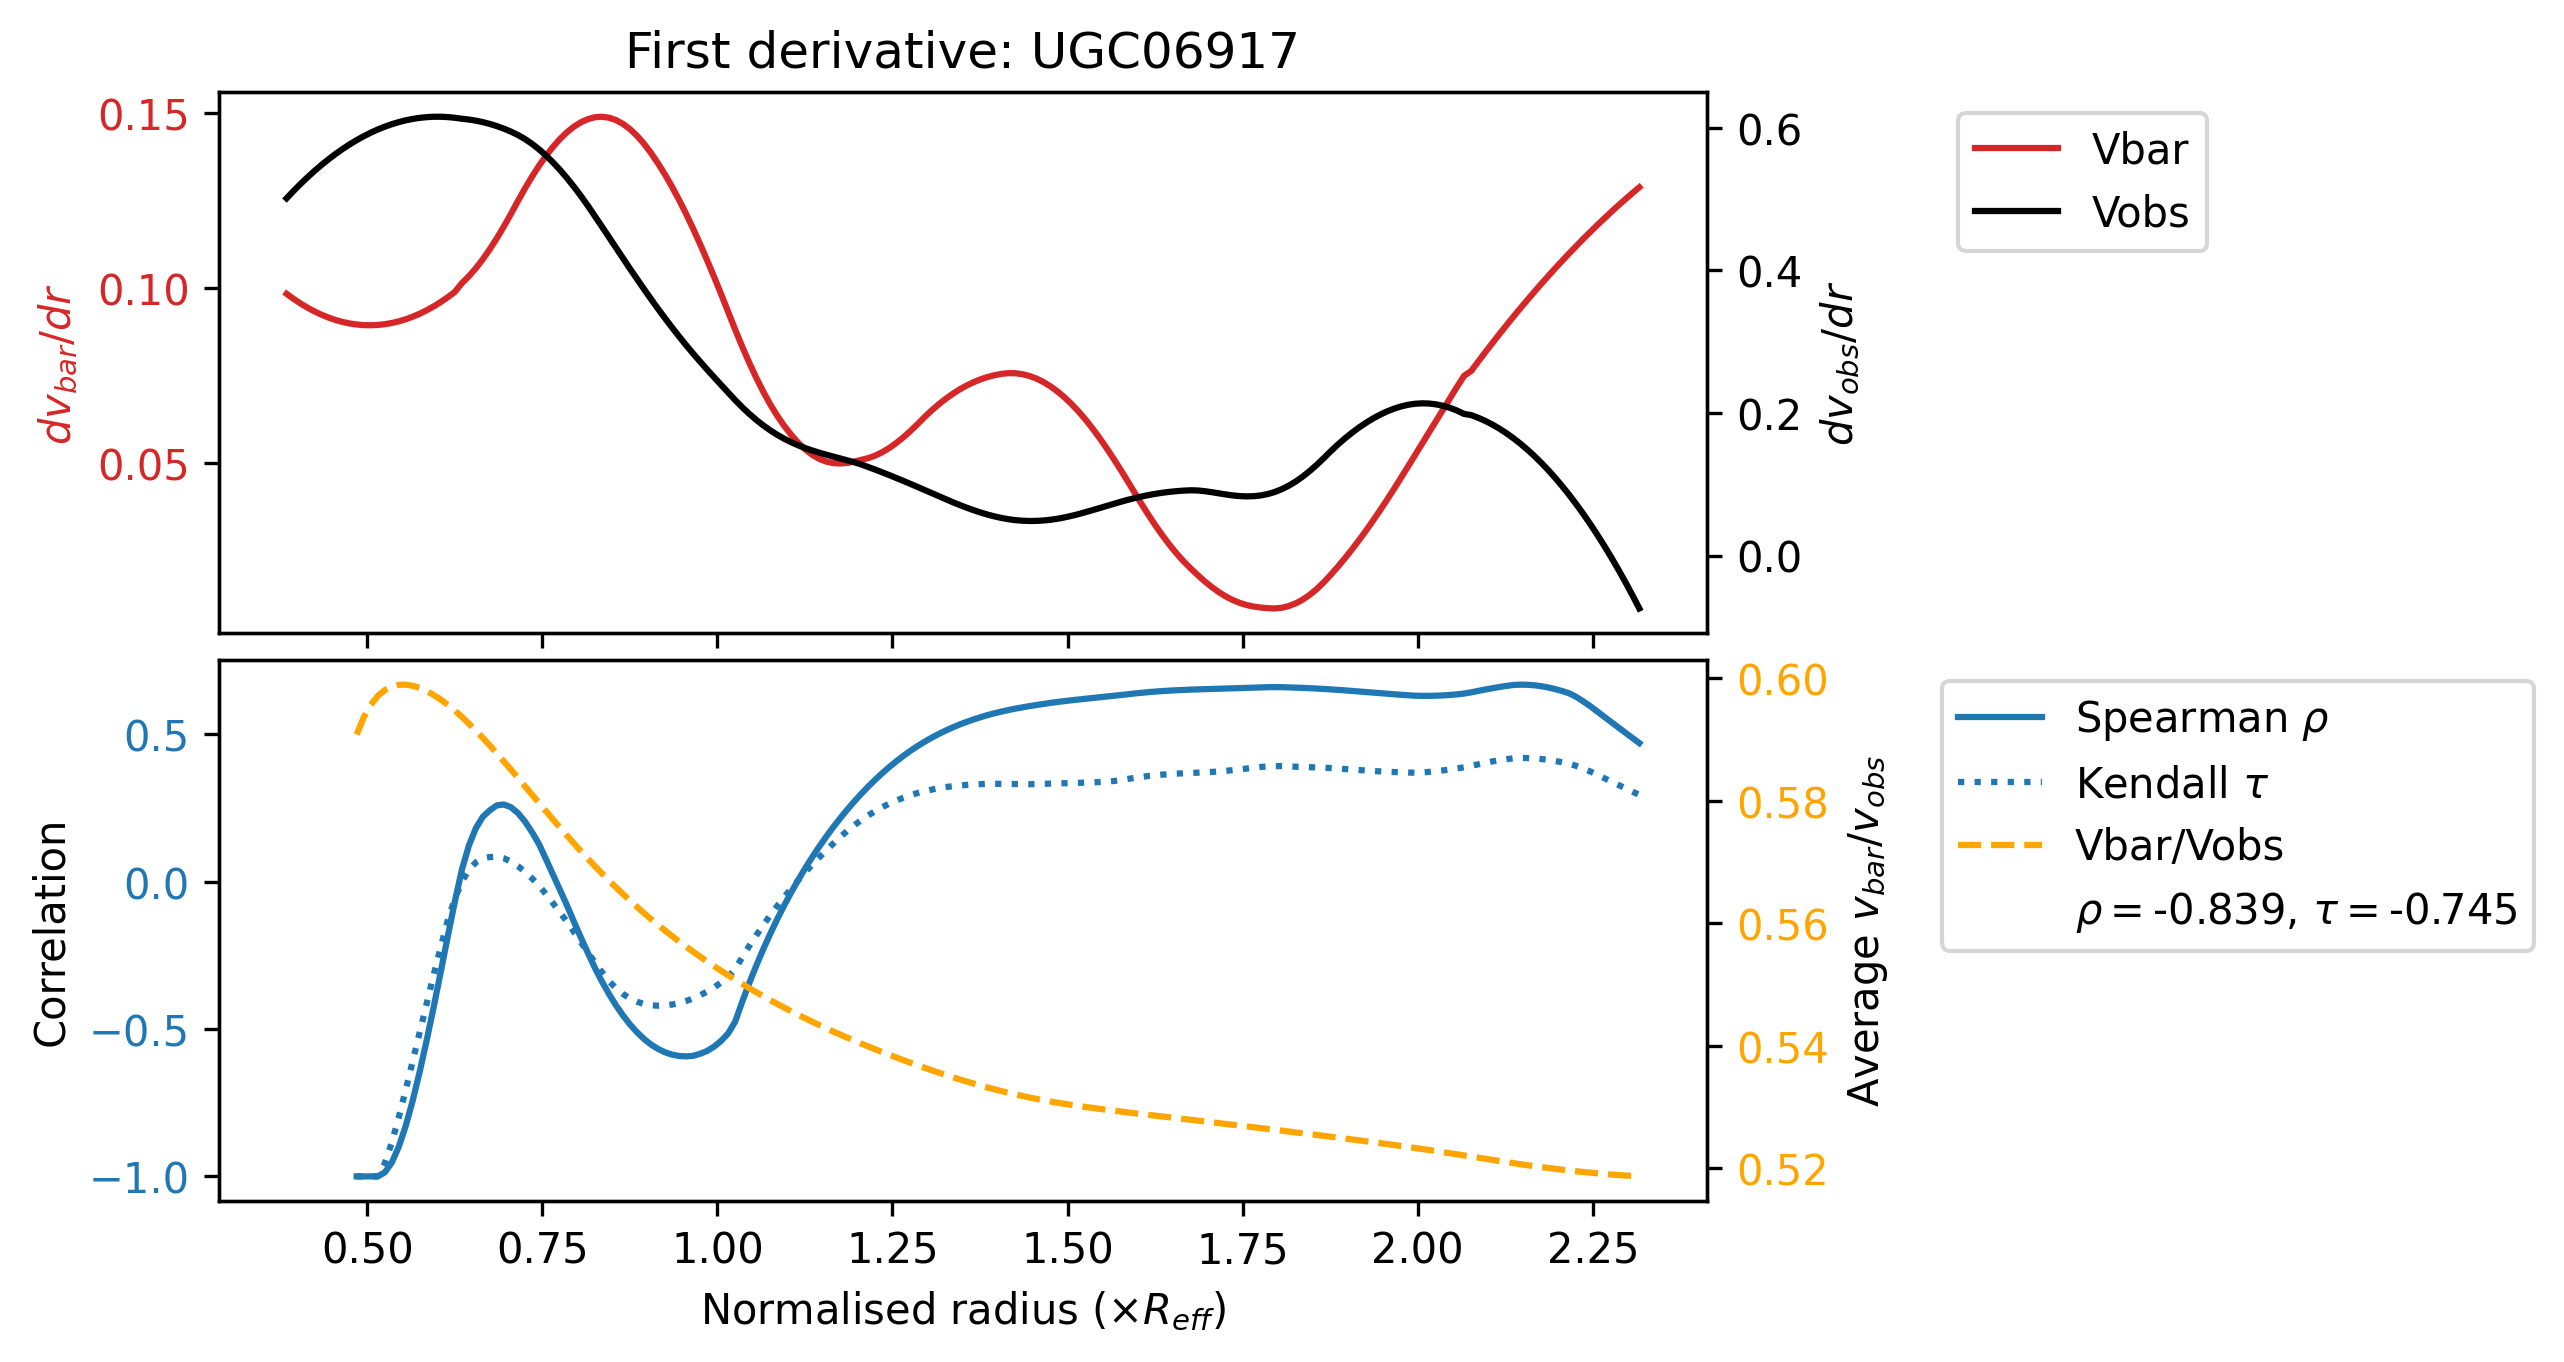 First derivative: UGC06917
0.15
0.10
0.05
dv_bar/dr
0.6
0.4
0.2
0.0
dv_obs/dr
Vbar
Vobs
0.5
0.0
−0.5
−1.0
Correlation
0.60
0.58
0.56
0.54
0.52
Average v_bar/v_obs
Spearman ρ
Kendall τ
Vbar/Vobs
ρ = -0.839, τ = -0.745
0.50 0.75 1.00 1.25 1.50 1.75 2.00 2.25
Normalised radius (×R_eff)